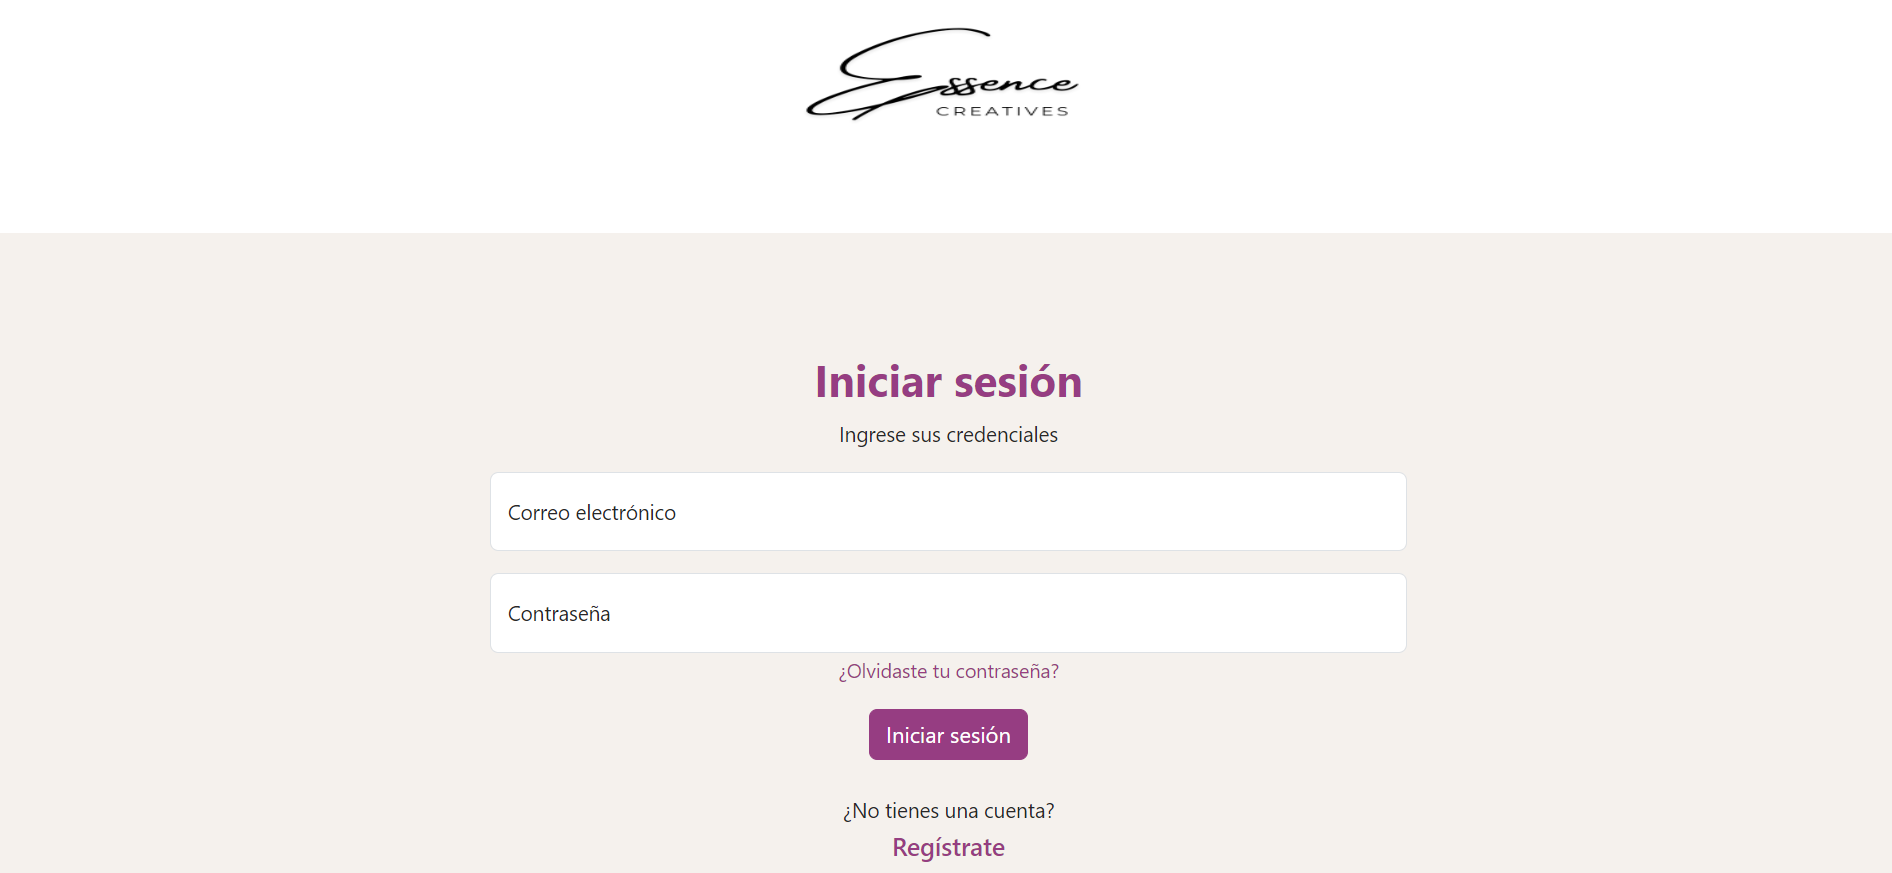 Essence
CREATIVES
Iniciar sesión
Ingrese sus credenciales
Correo electrónico
Contraseña
¿Olvidaste tu contraseña?
Iniciar sesión
¿No tienes una cuenta?
Regístrate